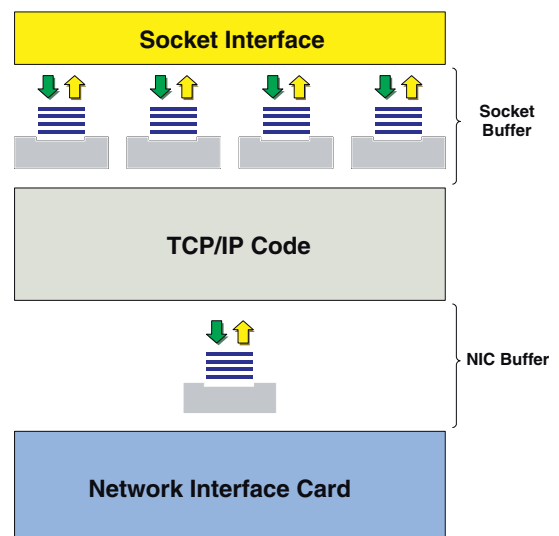 Socket Interface
Socket
Buffer
TCP/IP Code
NIC Buffer
Network Interface Card